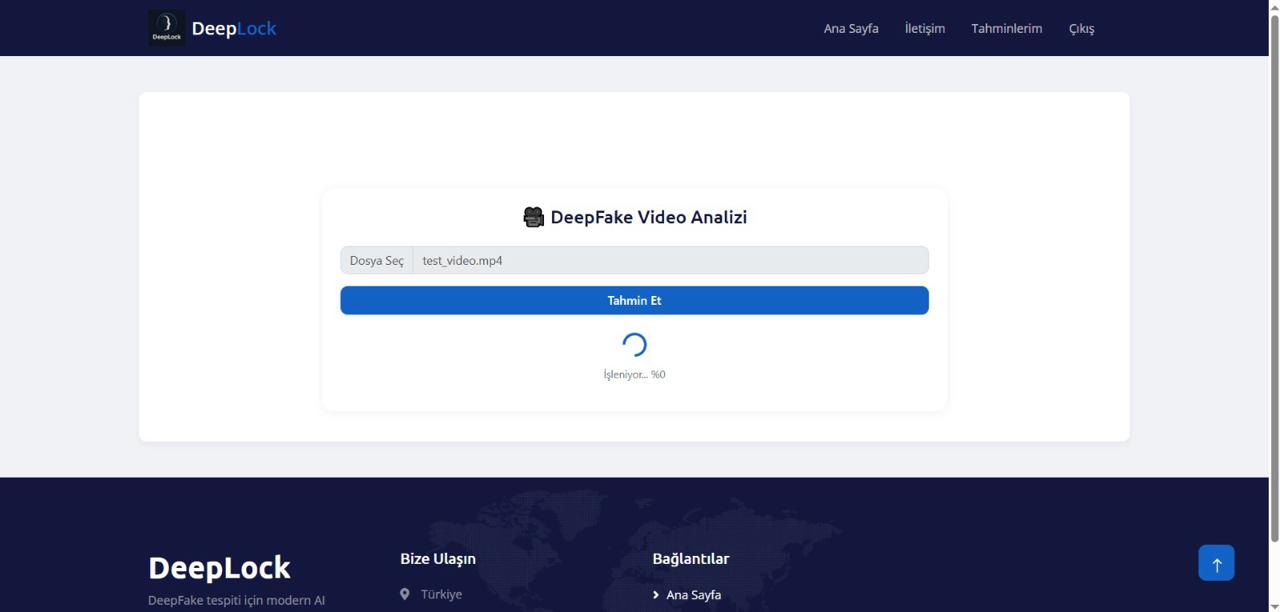 DeepLock
DeepLock
Ana Sayfa
İletişim
Tahminlerim
Çıkış
DeepFake Video Analizi
Dosya Seç test_video.mp4
Tahmin Et
İşleniyor... %0
DeepLock
DeepFake tespiti için modern AI
Bize Ulaşın
Türkiye
Bağlantılar
Ana Sayfa